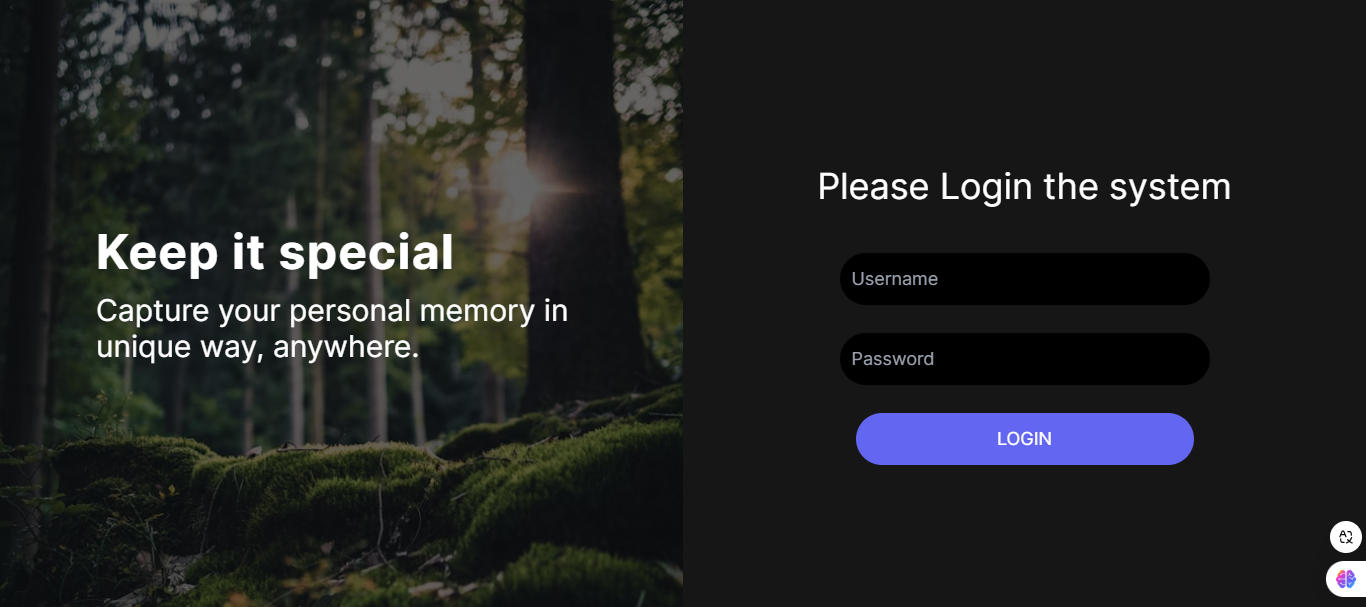 Keep it special
Capture your personal memory in
unique way, anywhere.
Please Login the system
Username
Password
LOGIN